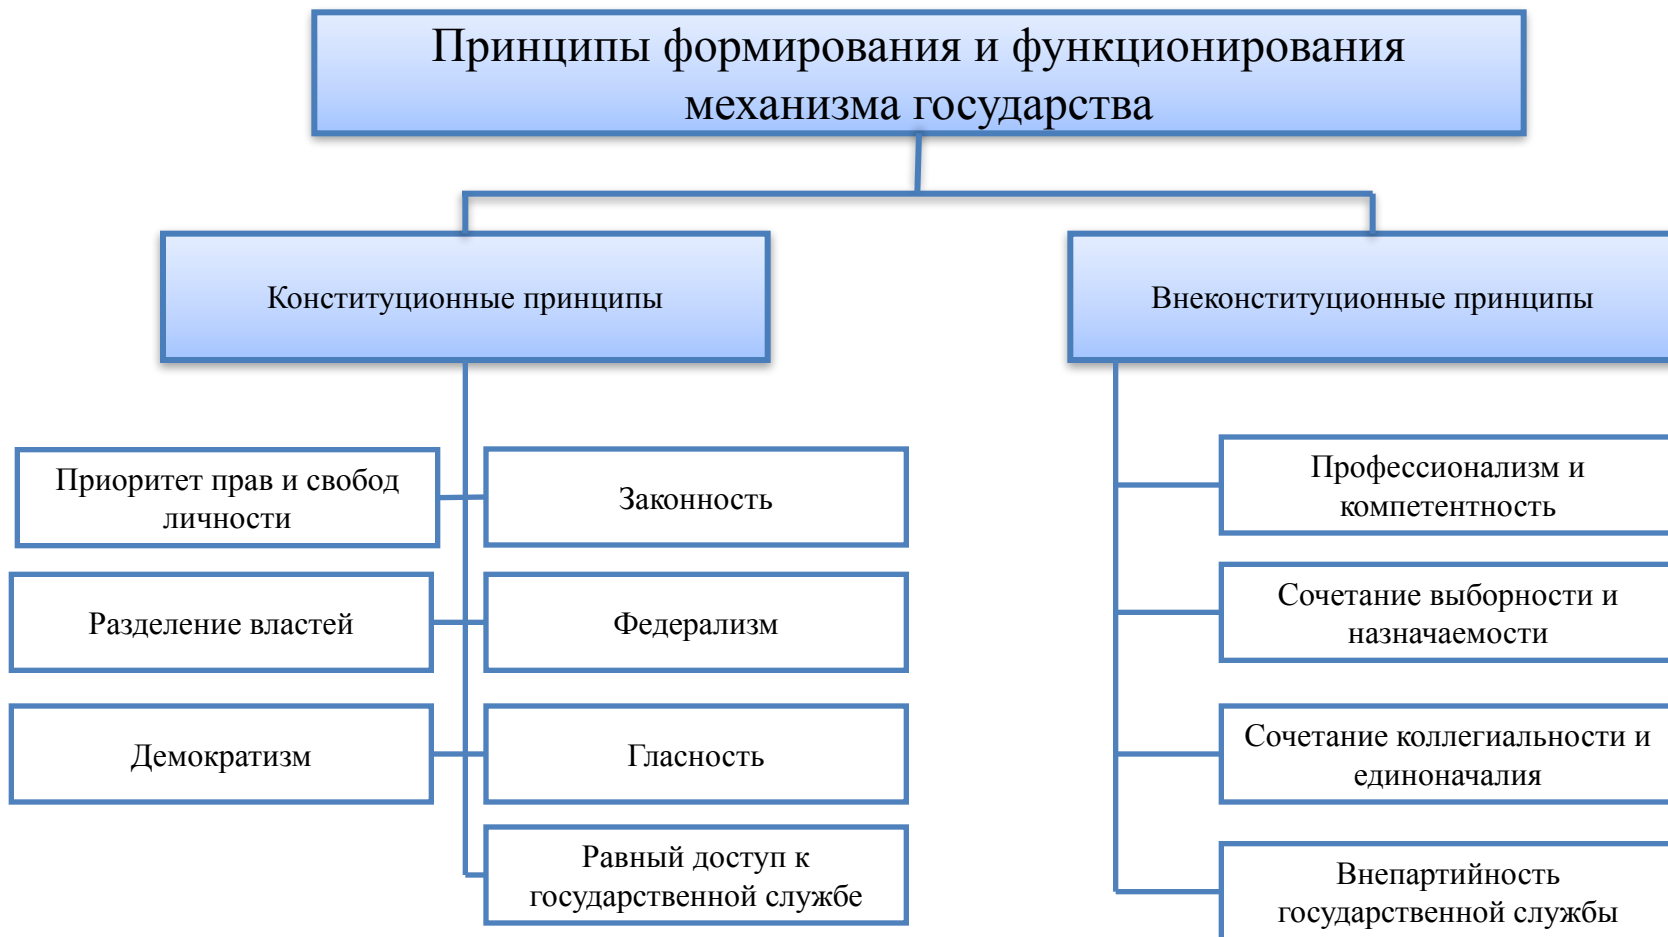 Принципы формирования и функционирования
механизма государства
Конституционные принципы
Внеконституционные принципы
Приоритет прав и свобод
личности
Законность
Разделение властей
Федерализм
Демократизм
Гласность
Равный доступ к
государственной службе
Профессионализм и
компетентность
Сочетание выборности и
назначаемости
Сочетание коллегиальности и
единоначалия
Внепартийность
государственной службы